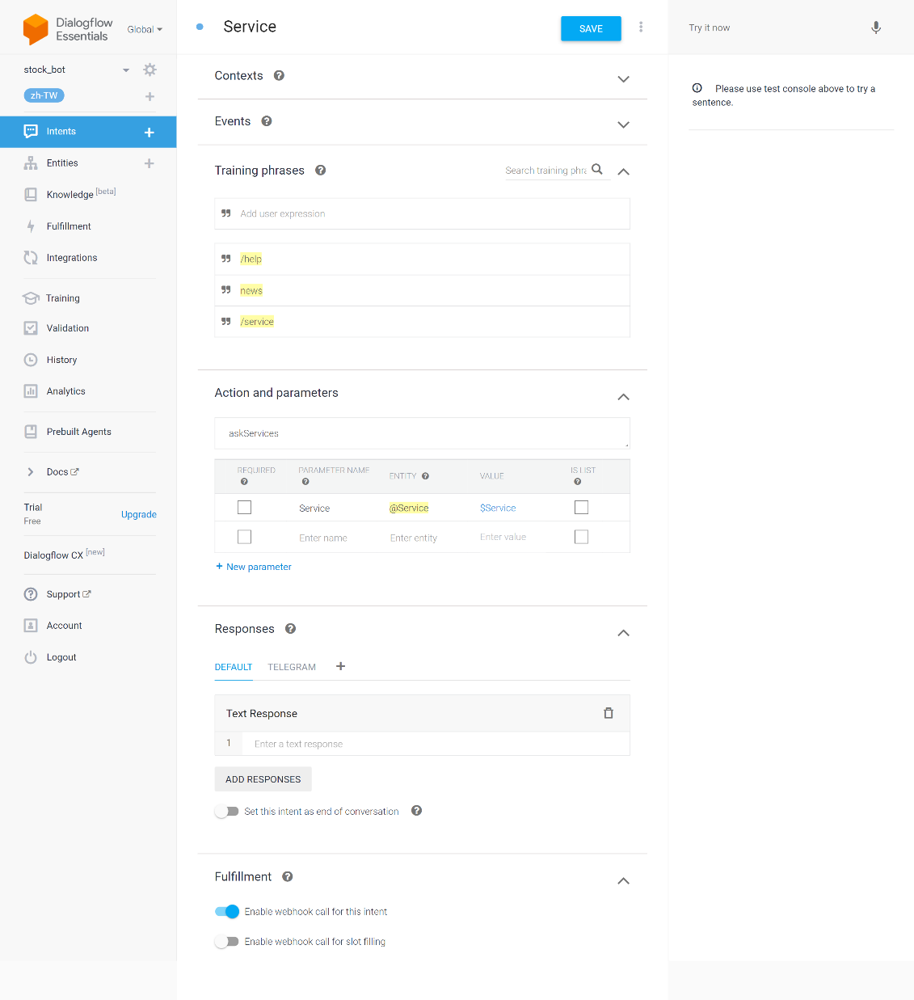 Dialogflow
Essentials
Global
Service
SAVE
Try it now
stock_bot
zh-TW
Intents
Entities
Knowledge [beta]
Fulfillment
Integrations
Training
Validation
History
Analytics
Prebuilt Agents
Docs
Trial
Free
Upgrade
Dialogflow CX [new]
Support
Account
Logout
Contexts
Events
Training phrases
Search training phra
Add user expression
/help
news
/service
Action and parameters
askServices
REQUIRED PARAMETER NAME ENTITY VALUE IS LIST
Service @Service $Service
Enter name Enter entity Enter value
+ New parameter
Responses
DEFAULT TELEGRAM +
Text Response
1 Enter a text response
ADD RESPONSES
Set this intent as end of conversation
Fulfillment
Enable webhook call for this intent
Enable webhook call for slot filling
Please use test console above to try a
sentence.